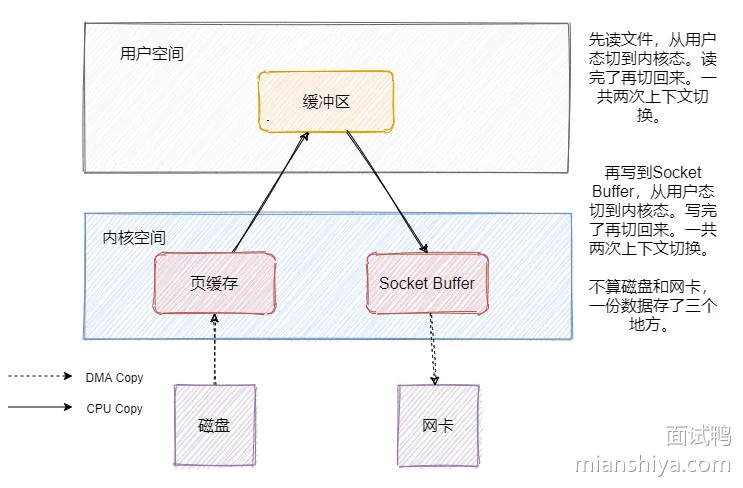 用户空间
缓冲区
先读文件，从用户
态切到内核态。读
完了再切回来。一
共两次上下文切
换。
再写到Socket
Buffer，从用户态
切到内核态。写完
了再切回来。一共
两次上下文切换。
不算磁盘和网卡，
一份数据存了三个
地方。
内核空间
页缓存
Socket Buffer
DMA Copy
CPU Copy
磁盘
网卡
面试鸭
mianshiya.com